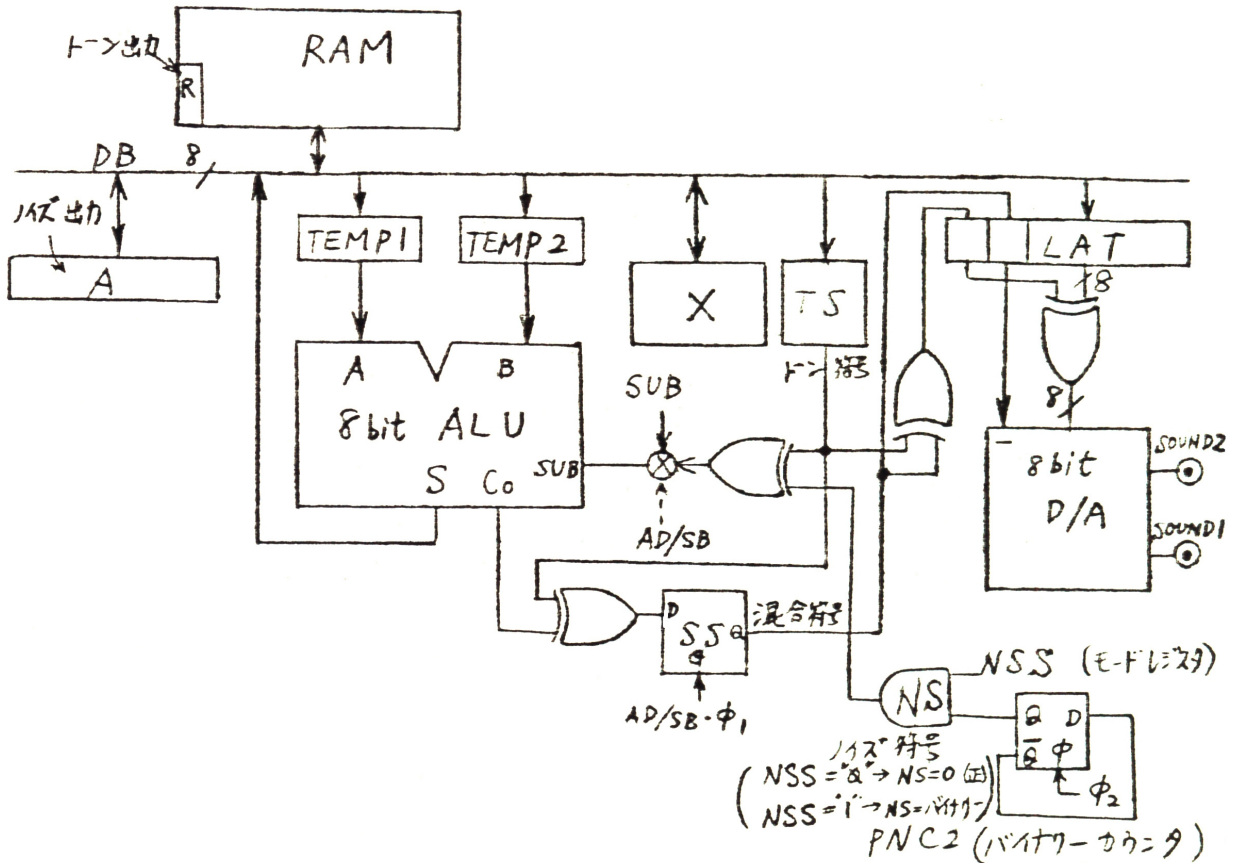 トーン出力
RAM
R
DB 8
ノイズ出力
A
TEMP1
TEMP2
X
TS
LAT
8
トーン符号
A
B
8bit ALU
SUB
S Co
SUB
AD/SB
8
−
8bit
D/A
SOUND2
SOUND1
D
SS Q
混合符号
AD/SB・Φ1
NSS (モードレジスタ)
NS
Q D
Q̅ Φ
Φ2
ノイズ符号
NSS="0"→NS=0 (正)
NSS="1"→NS=バイナリー
PNC2 (バイナリーカウンタ)